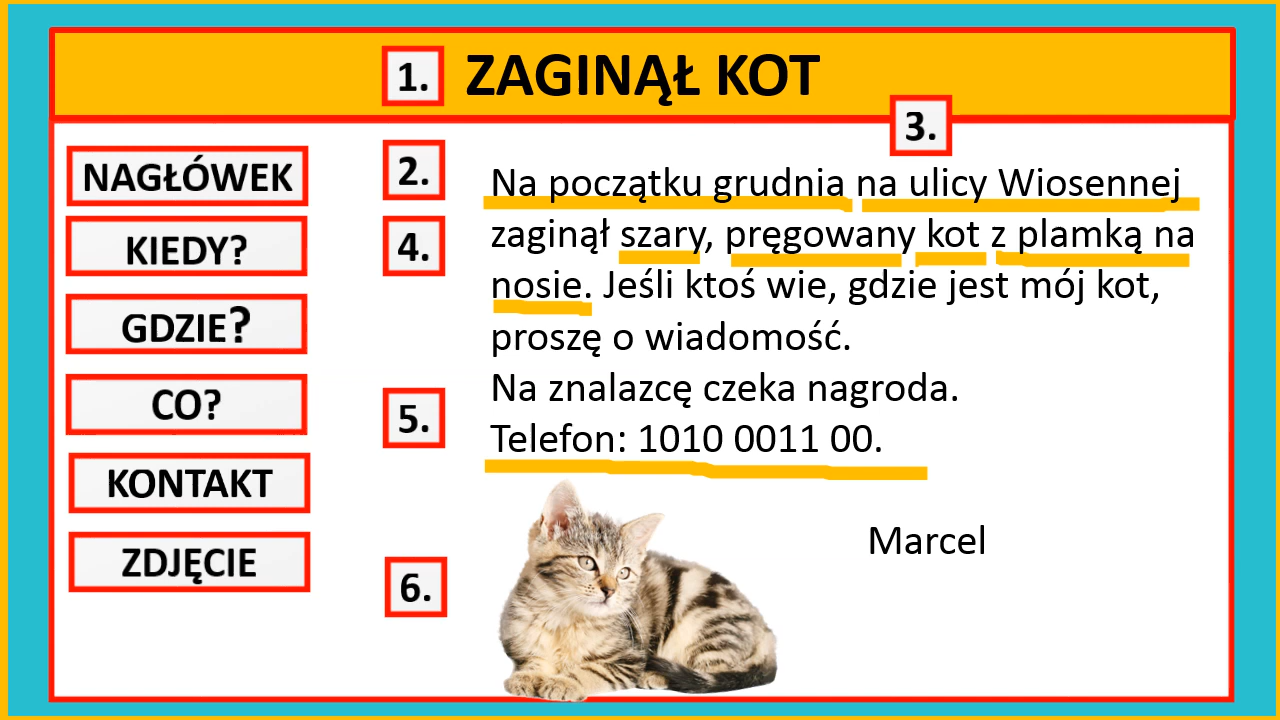 1. ZAGINĄŁ KOT
3.
NAGŁÓWEK
KIEDY?
GDZIE?
CO?
KONTAKT
ZDJĘCIE
2.
4.
5.
6.
Na początku grudnia na ulicy Wiosennej
zaginął szary, pręgowany kot z plamką na
nosie. Jeśli ktoś wie, gdzie jest mój kot,
proszę o wiadomość.
Na znalazcę czeka nagroda.
Telefon: 1010 0011 00.
Marcel